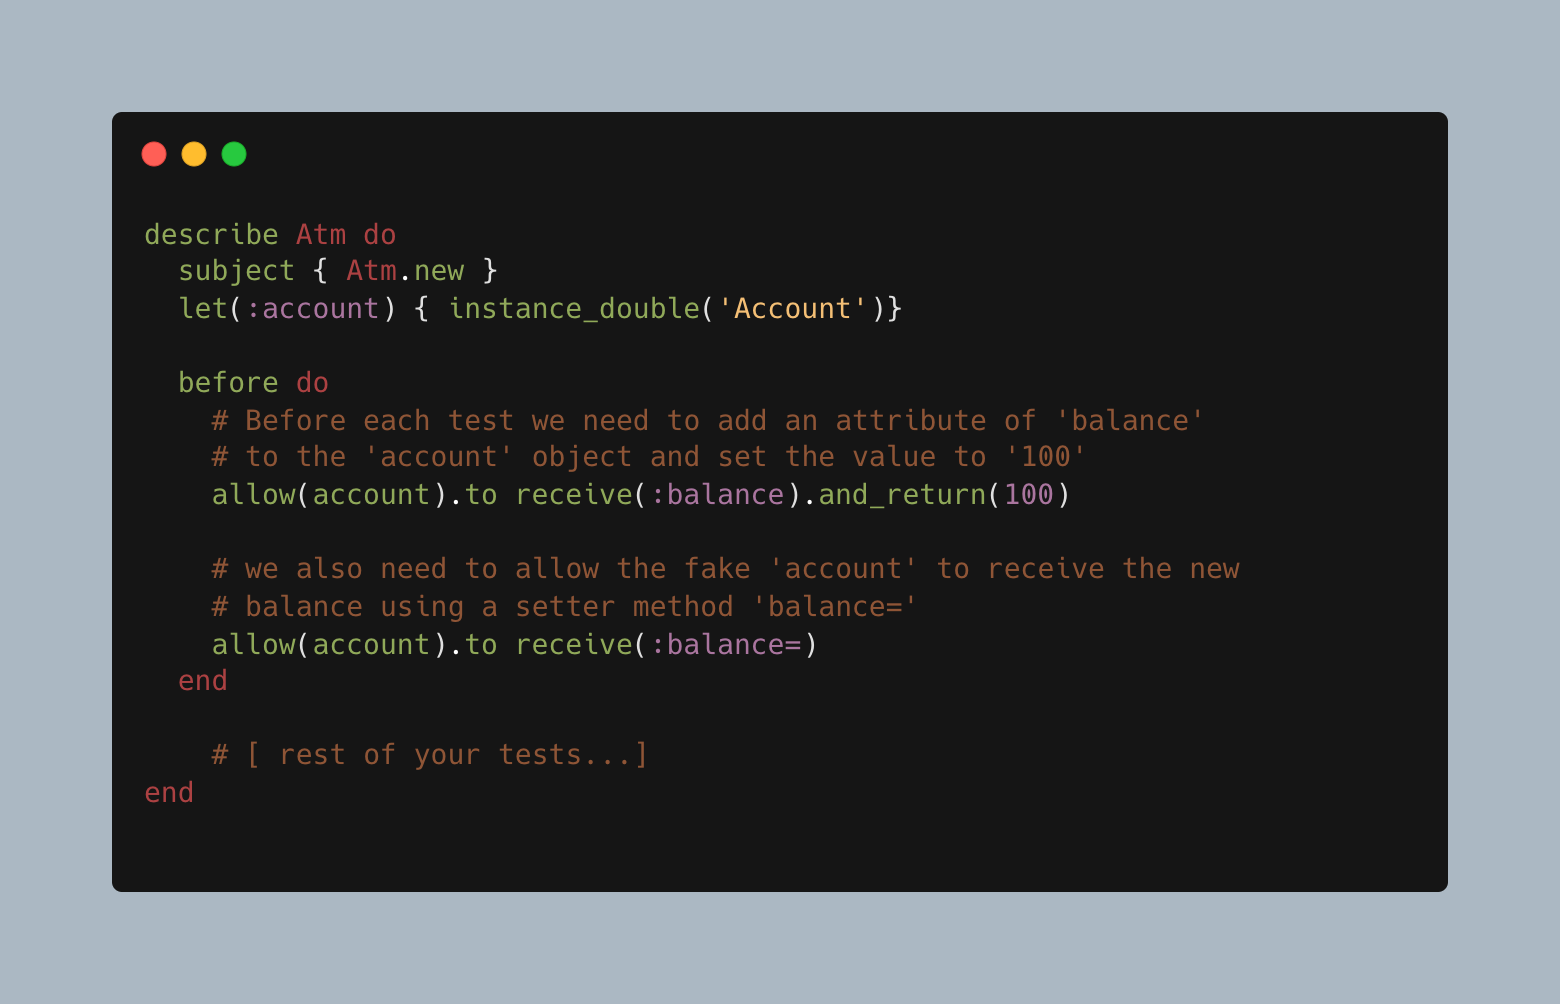 describe Atm do
  subject { Atm.new }
  let(:account) { instance_double('Account')}

  before do
    # Before each test we need to add an attribute of 'balance'
    # to the 'account' object and set the value to '100'
    allow(account).to receive(:balance).and_return(100)

    # we also need to allow the fake 'account' to receive the new
    # balance using a setter method 'balance='
    allow(account).to receive(:balance=)
  end

    # [ rest of your tests...]
end